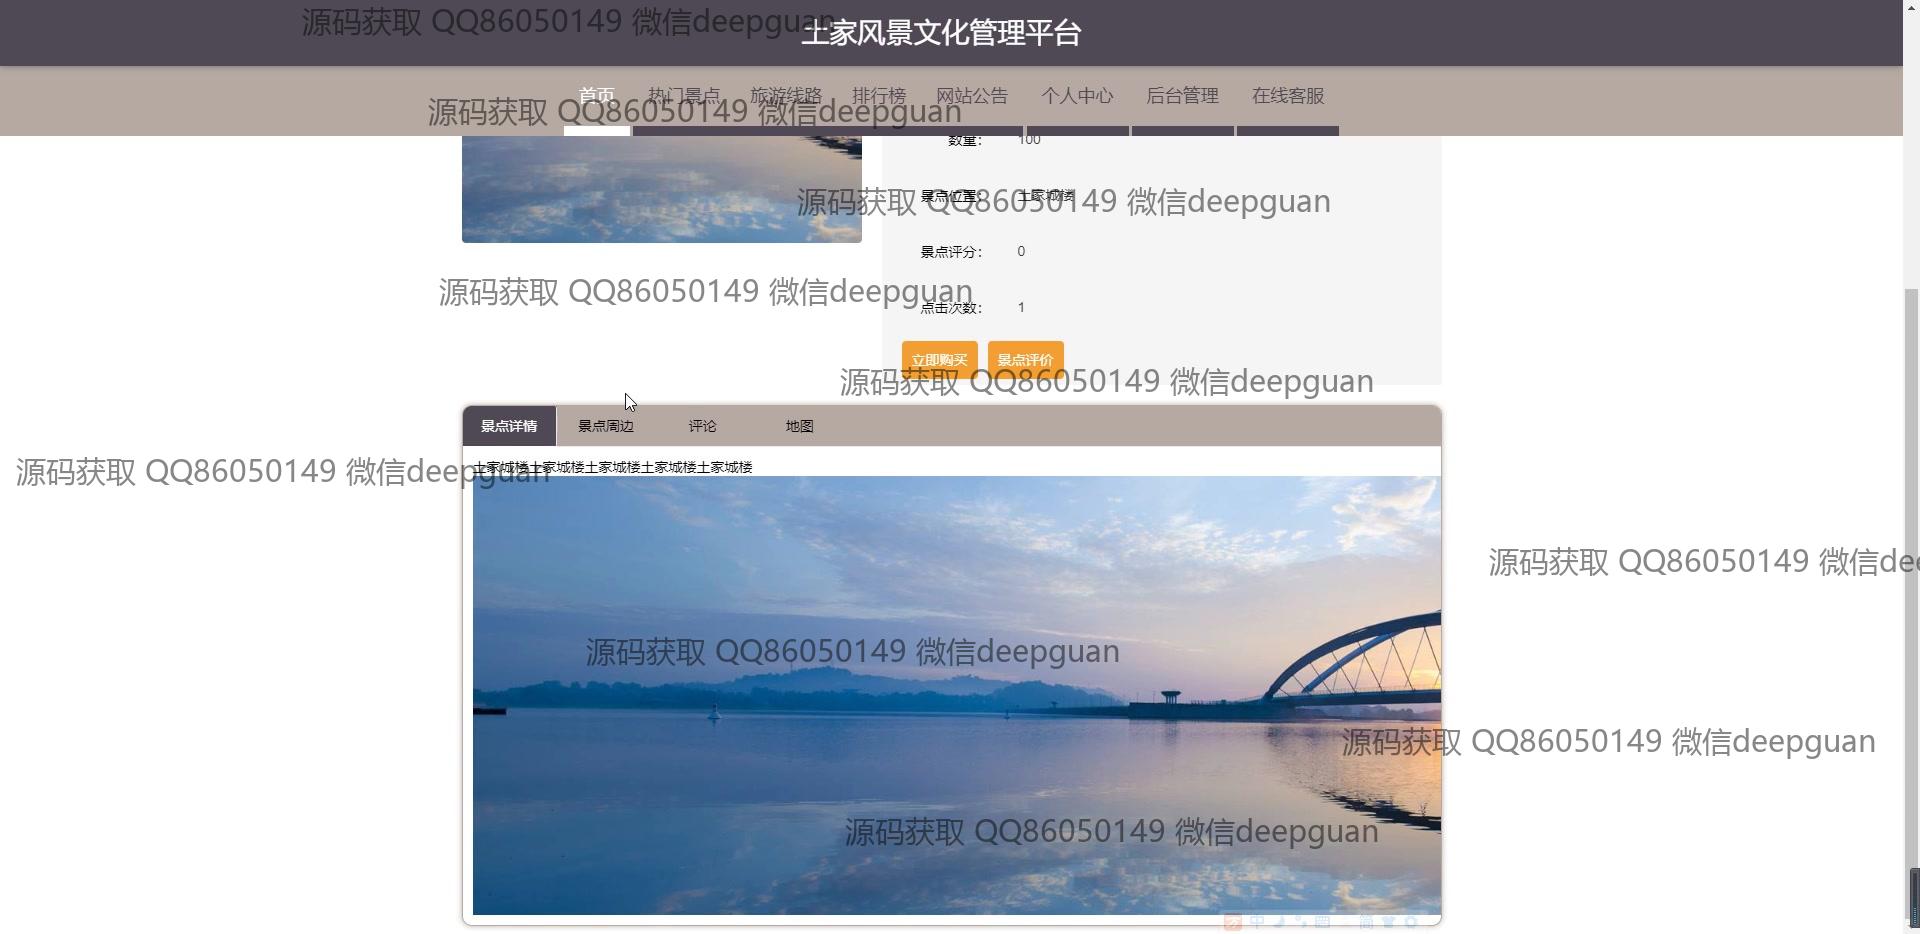 源码获取 QQ86050149 微信deepguan
土家风景文化管理平台
首页 热门景点 旅游线路 排行榜 网站公告 个人中心 后台管理 在线客服
源码获取 QQ86050149 微信deepguan
数量: 100
景点位置: 土家城楼
源码获取 QQ86050149 微信deepguan
景点评分: 0
源码获取 QQ86050149 微信deepguan
点击次数: 1
立即购买 景点评价
源码获取 QQ86050149 微信deepguan
景点详情 景点周边 评论 地图
土家城楼土家城楼土家城楼土家城楼土家城楼
源码获取 QQ86050149 微信deepguan
源码获取 QQ86050149 微信dee
源码获取 QQ86050149 微信deepguan
源码获取 QQ86050149 微信deepguan
源码获取 QQ86050149 微信deepguan
中 简